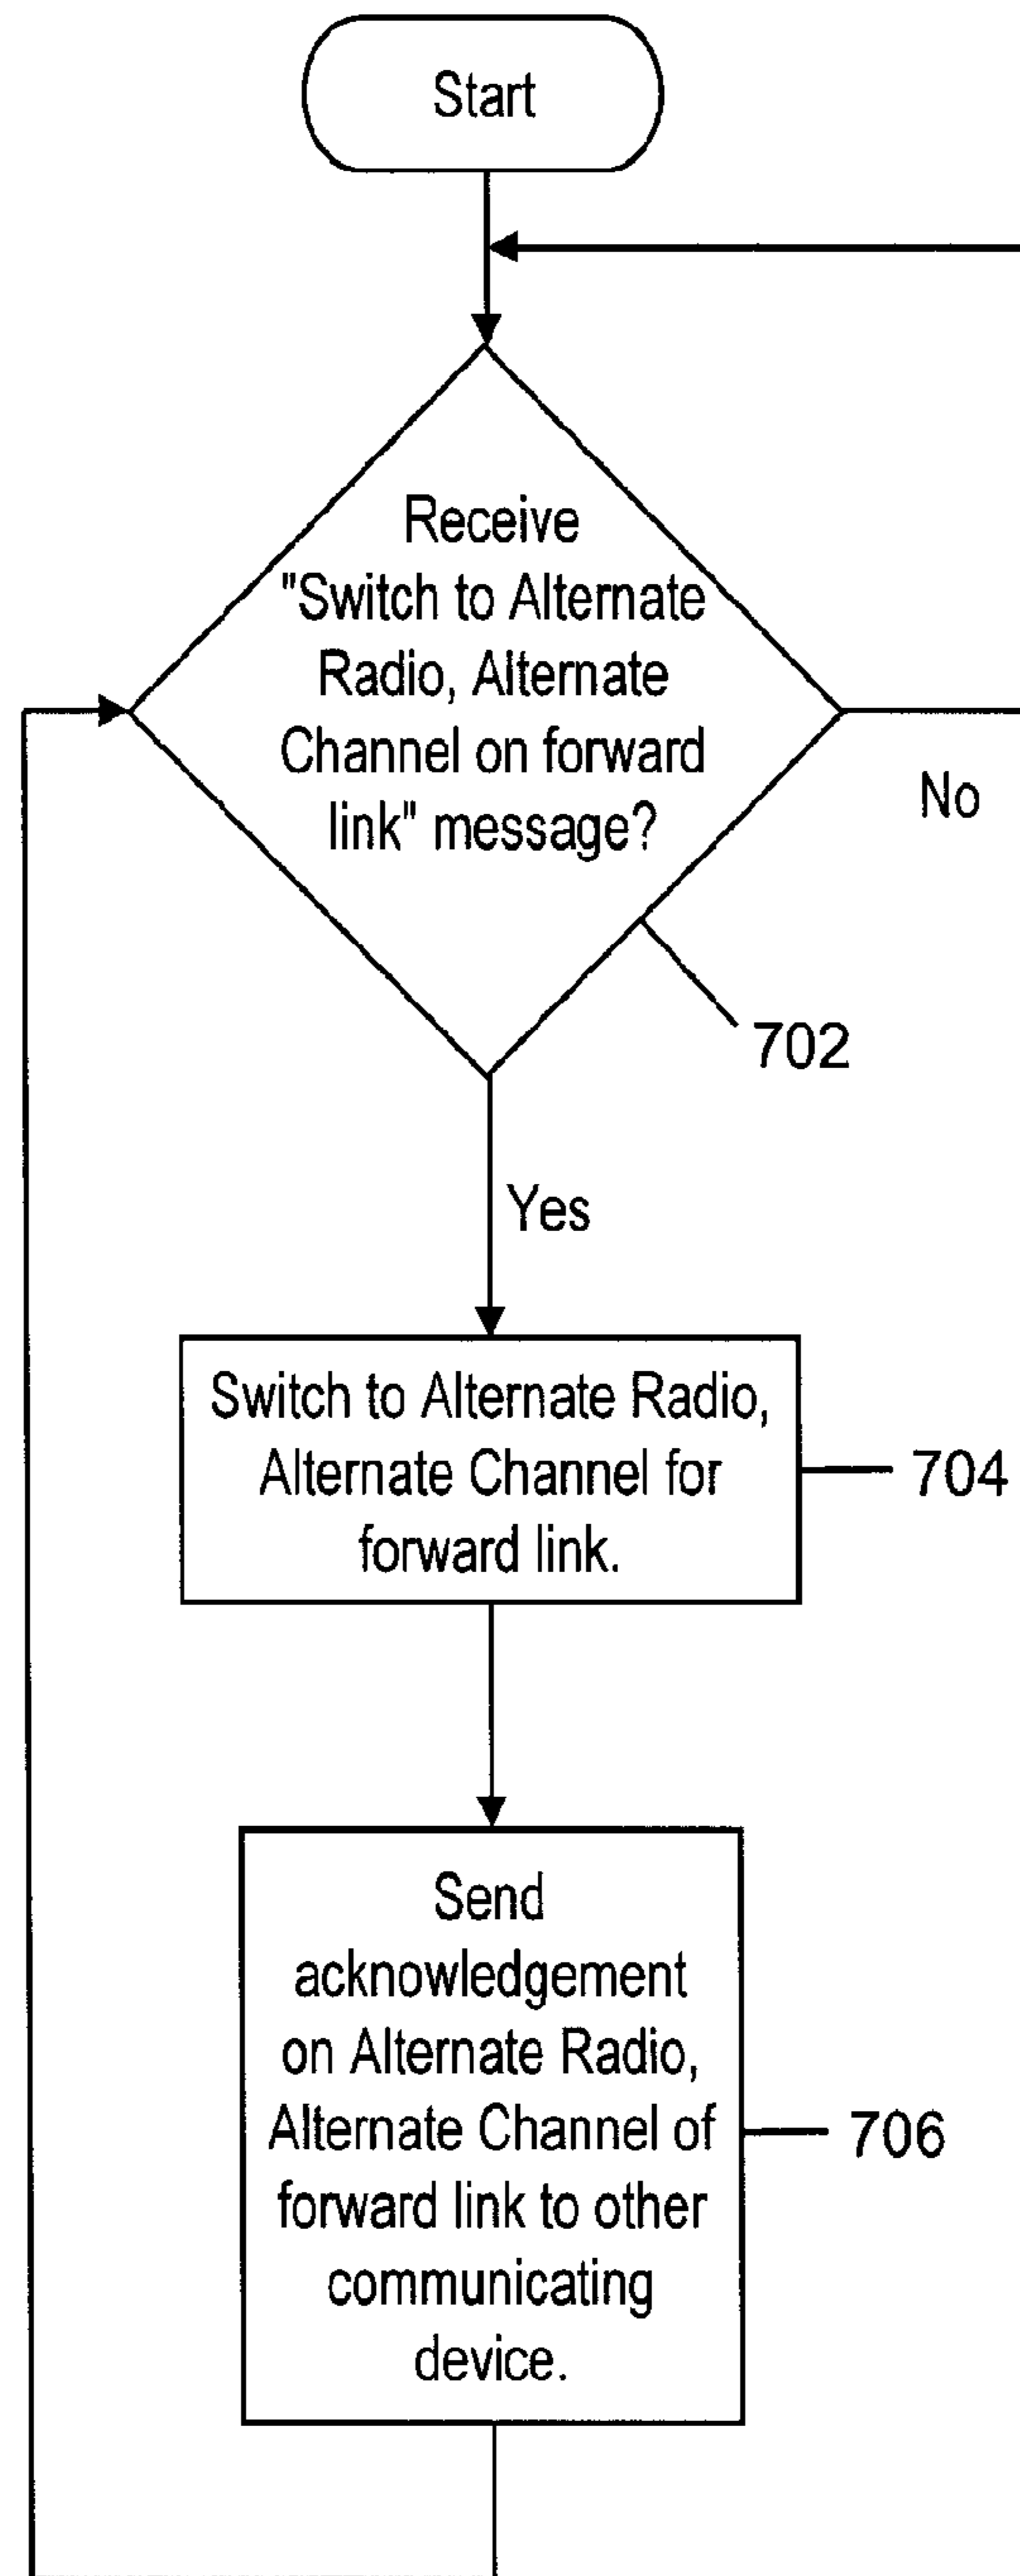 Start
Receive
"Switch to Alternate
Radio, Alternate
Channel on forward
link" message?
No
702
Yes
Switch to Alternate Radio,
Alternate Channel for
forward link.
704
Send
acknowledgement
on Alternate Radio,
Alternate Channel of
forward link to other
communicating
device.
706